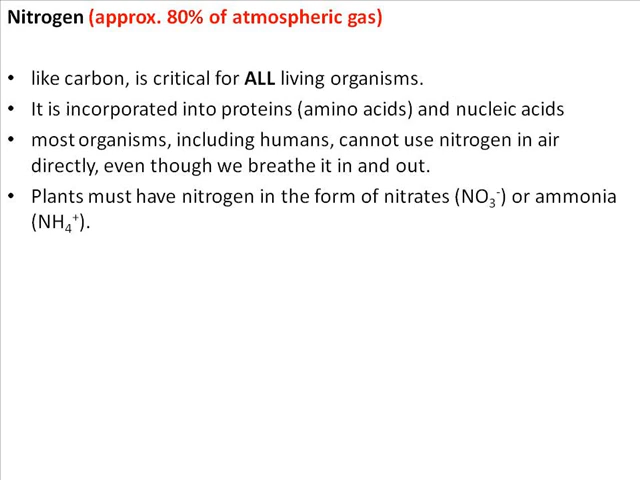 Nitrogen (approx. 80% of atmospheric gas)
• like carbon, is critical for ALL living organisms.
• It is incorporated into proteins (amino acids) and nucleic acids
• most organisms, including humans, cannot use nitrogen in air
directly, even though we breathe it in and out.
• Plants must have nitrogen in the form of nitrates (NO₃⁻) or ammonia
(NH₄⁺).